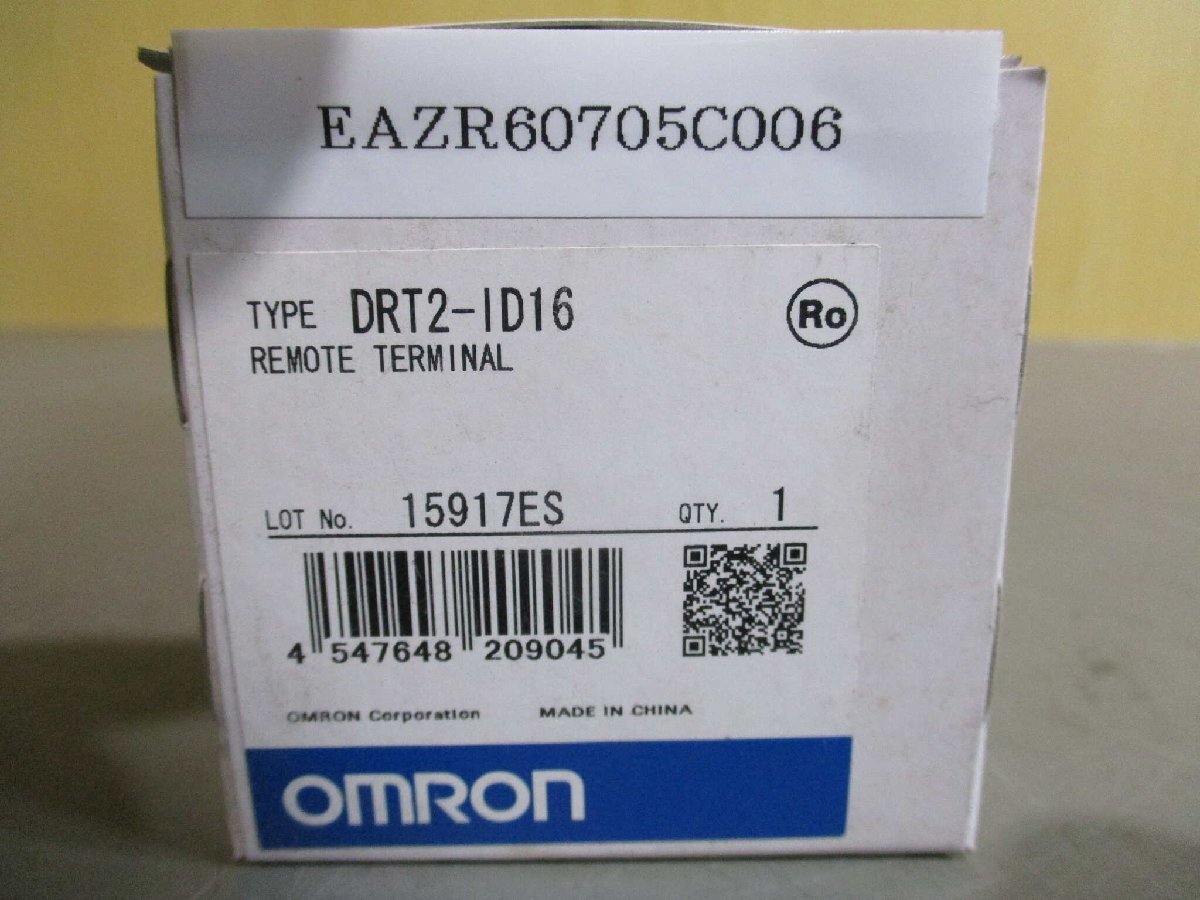 EAZR60705C006
TYPE DRT2-ID16
Ro
REMOTE TERMINAL
LOT No. 15917ES QTY. 1
4 547648 209045
OMRON Corporation MADE IN CHINA
OMRON